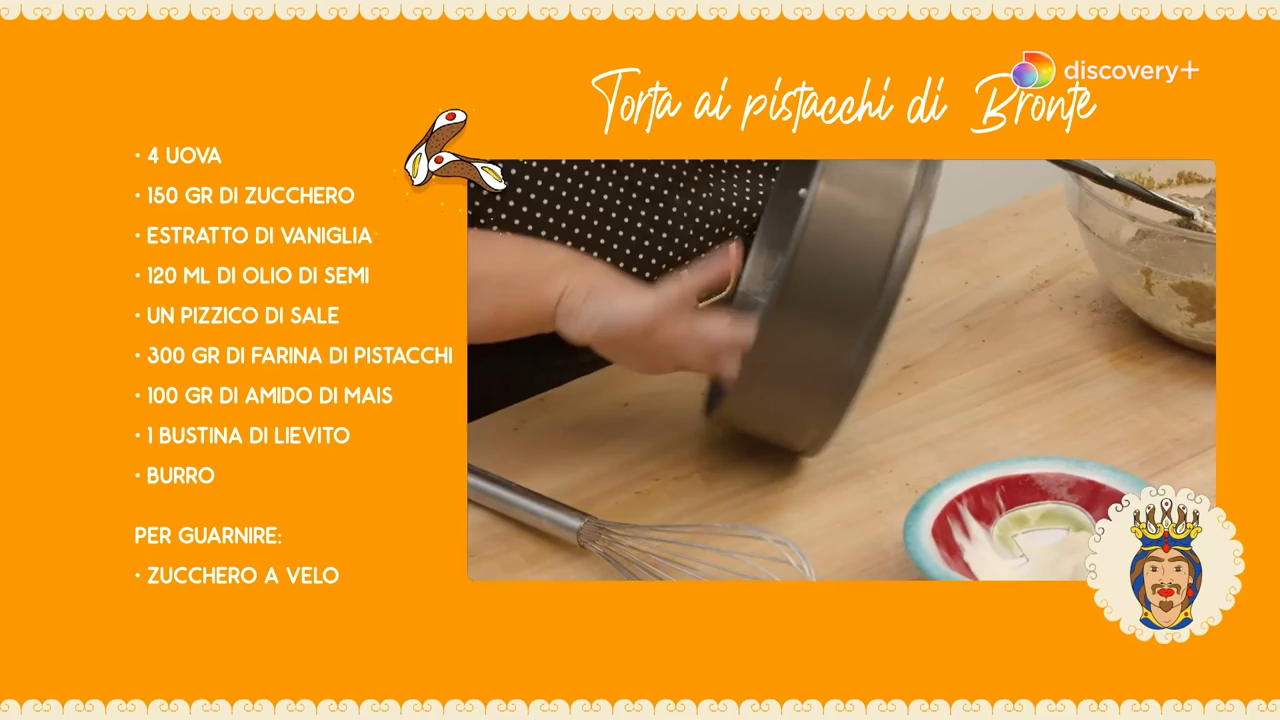 discovery+
Torta ai pistacchi di Bronte
• 4 UOVA
• 150 GR DI ZUCCHERO
• ESTRATTO DI VANIGLIA
• 120 ML DI OLIO DI SEMI
• UN PIZZICO DI SALE
• 300 GR DI FARINA DI PISTACCHI
• 100 GR DI AMIDO DI MAIS
• 1 BUSTINA DI LIEVITO
• BURRO
PER GUARNIRE:
• ZUCCHERO A VELO